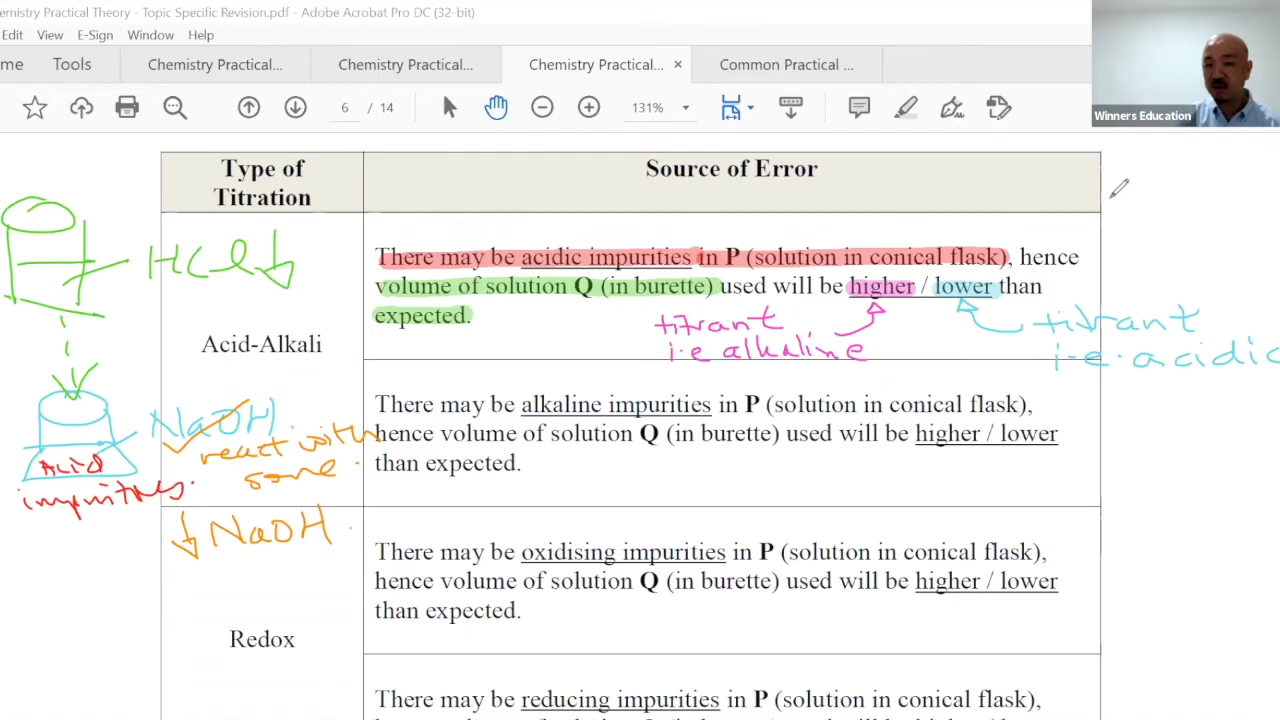 emistry Practical Theory - Topic Specific Revision.pdf - Adobe Acrobat Pro DC (32-bit)
Edit View E-Sign Window Help
me Tools Chemistry Practical... Chemistry Practical... Chemistry Practical... × Common Practical ...
6 / 14 131%
Winners Education
Type of Titration
Source of Error
HCl↓
There may be acidic impurities in P (solution in conical flask), hence
volume of solution Q (in burette) used will be higher / lower than
expected.
titrant
i.e alkaline
titrant
i.e. acidic
Acid-Alkali
NaOH.
react with
some.
Acid
impurities.
↓ NaOH.
There may be alkaline impurities in P (solution in conical flask),
hence volume of solution Q (in burette) used will be higher / lower
than expected.
Redox
There may be oxidising impurities in P (solution in conical flask),
hence volume of solution Q (in burette) used will be higher / lower
than expected.
There may be reducing impurities in P (solution in conical flask),